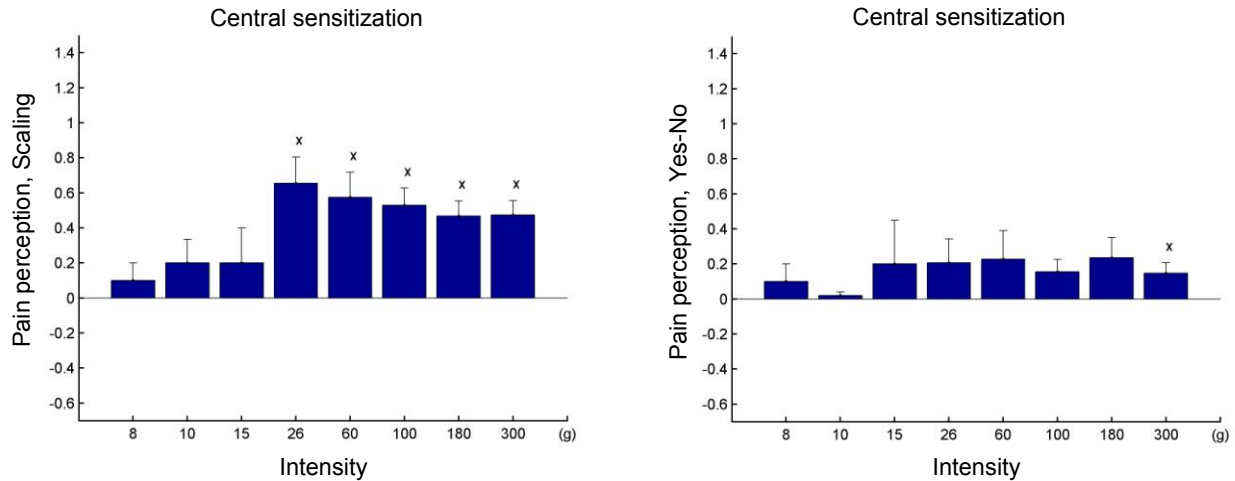 Central sensitization
Pain perception, Scaling
1.4
1.2
1
0.8
0.6
0.4
0.2
0
-0.2
-0.4
-0.6
x x x x x
8 10 15 26 60 100 180 300 (g)
Intensity
Central sensitization
Pain perception, Yes-No
1.4
1.2
1
0.8
0.6
0.4
0.2
0
-0.2
-0.4
-0.6
x
8 10 15 26 60 100 180 300 (g)
Intensity